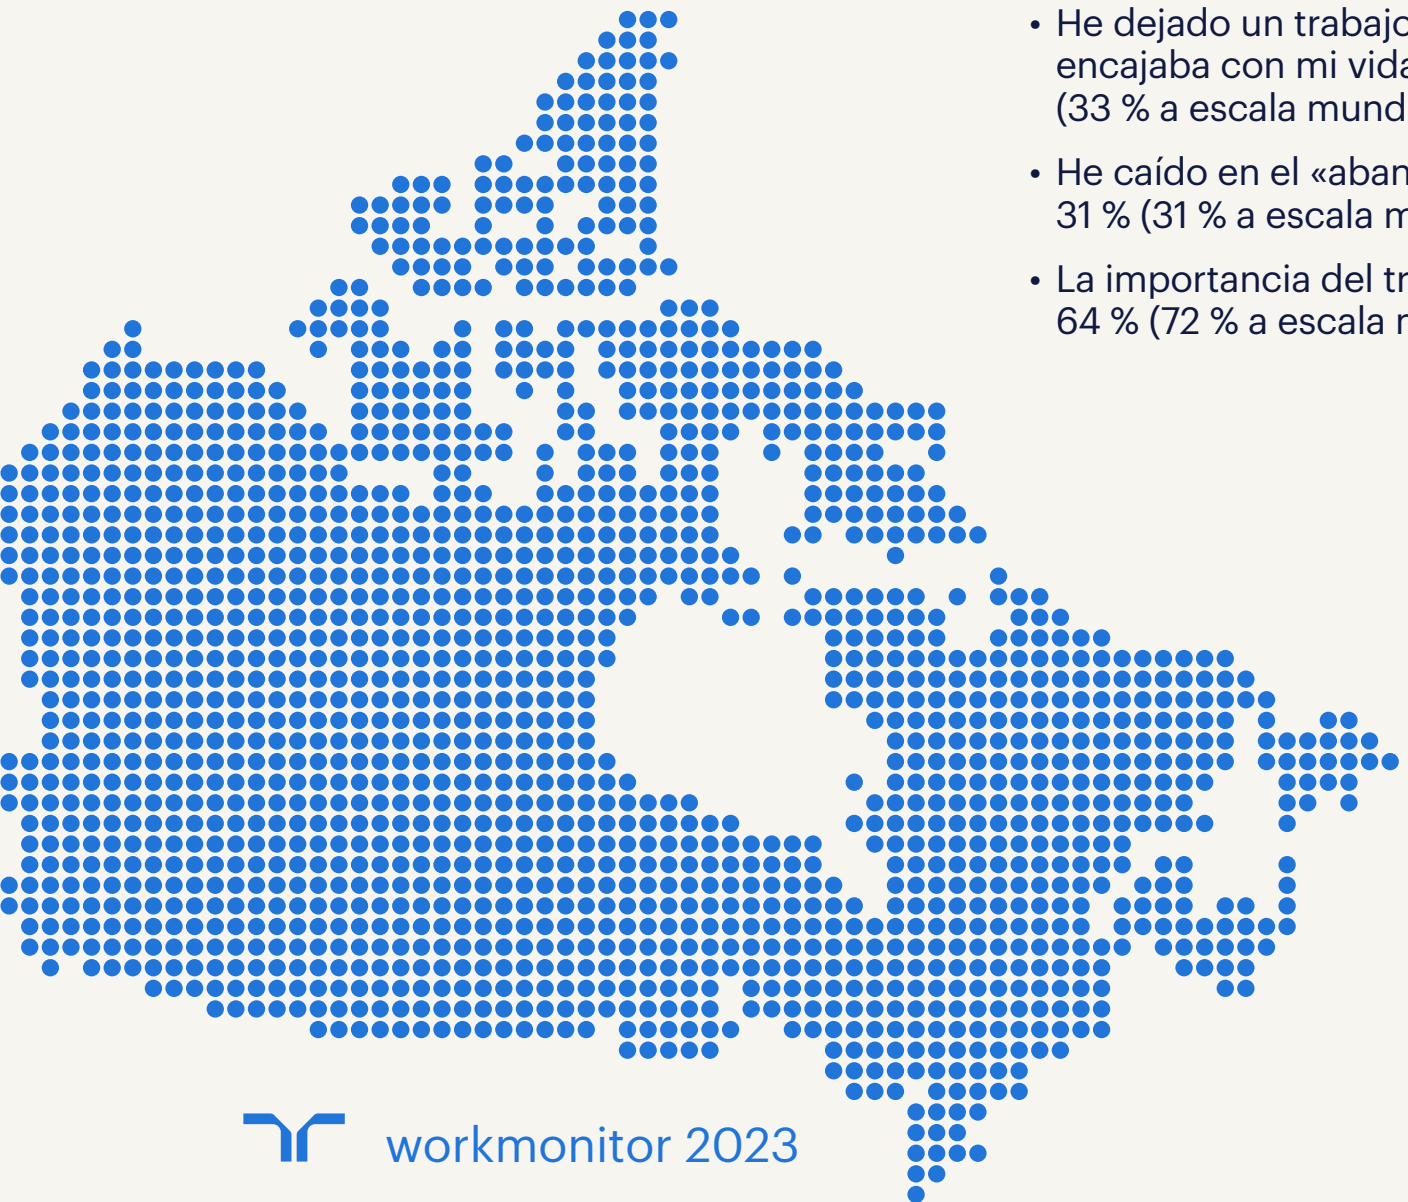 • He dejado un trabajo
encajaba con mi vida
(33 % a escala mund
• He caído en el «aban
31 % (31 % a escala m
• La importancia del tr
64 % (72 % a escala
workmonitor 2023